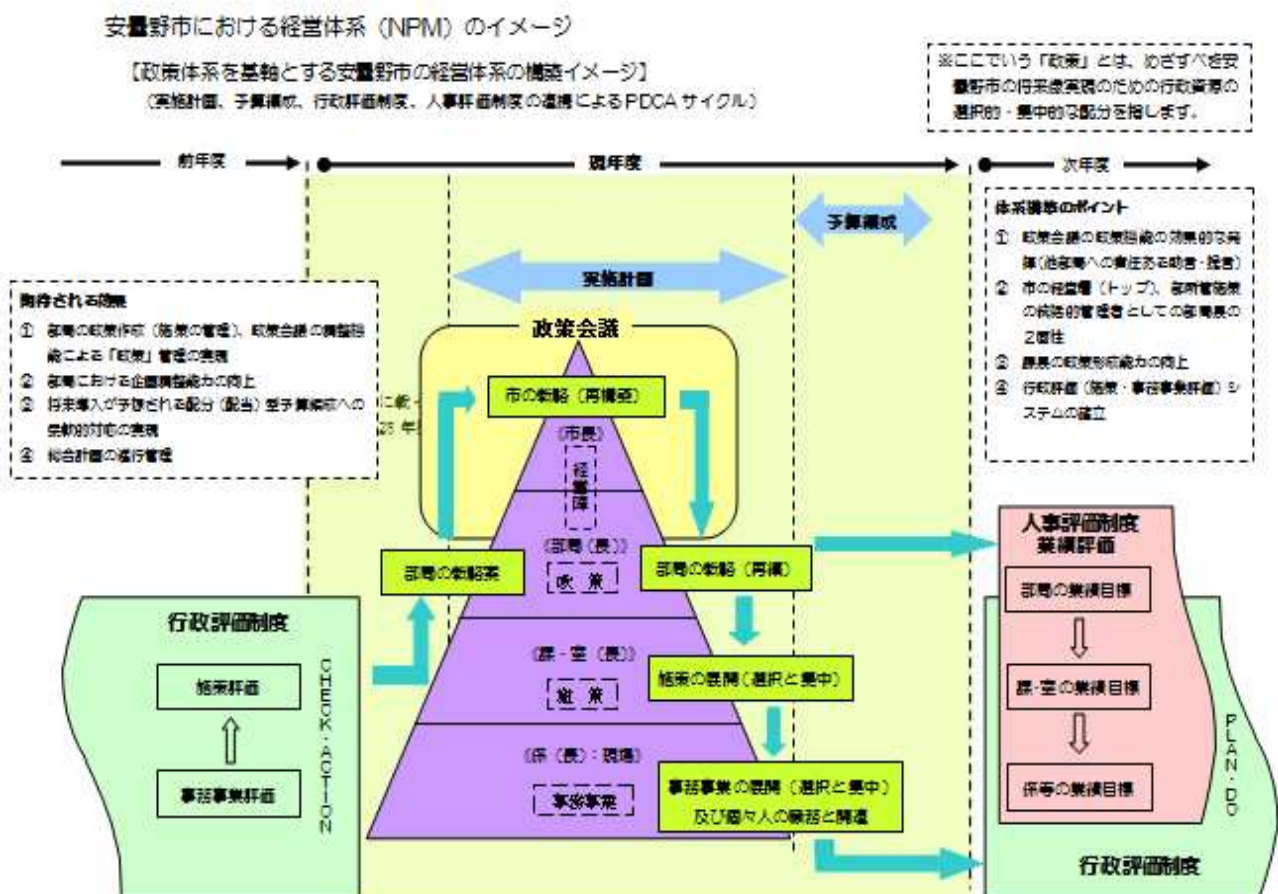 安曇野市における経営体系（NPM）のイメージ
【政策体系を基軸とする安曇野市の経営体系の構築イメージ】
（実施計画、予算編成、行政評価制度、人事評価制度の連携によるPDCAサイクル）
※ここでいう「政策」とは、めざすべき安
曇野市の将来像実現のための行政資源の
選択的・集中的な配分を指します。
前年度
現年度
次年度
予算編成
実施計画
体系構築のポイント
① 政策会議の政策機能の効果的な発
揮（他部局への責任ある助言・提言）
② 市の経営層（トップ）、部所管施策
の統括的管理者としての部局長の
2面性
③ 課長の政策形成能力の向上
④ 行政評価（施策・事務事業評価）シ
ステムの確立
期待される効果
① 部局の政策作成（施策の管理）、政策会議の調整機
能による「政策」管理の実現
② 部局における企画調整能力の向上
③ 将来導入が予想される配分（配当）型予算編成への
柔軟的対応の実現
④ 総合計画の進行管理
政策会議
市の戦略（再構築）
《市長》
経営陣
《部局（長）》
政 策
部局の戦略案
部局の戦略（再構）
《課・室（長）》
施 策
施策の展開（選択と集中）
《係（長）：現場》
事務事業
事務事業の展開（選択と集中）
及び個々人の業務と関連
行政評価制度
施策評価
事務事業評価
CHECK・ACTION
人事評価制度
業績評価
部局の業績目標
課・室の業績目標
係等の業績目標
PLAN・DO
行政評価制度